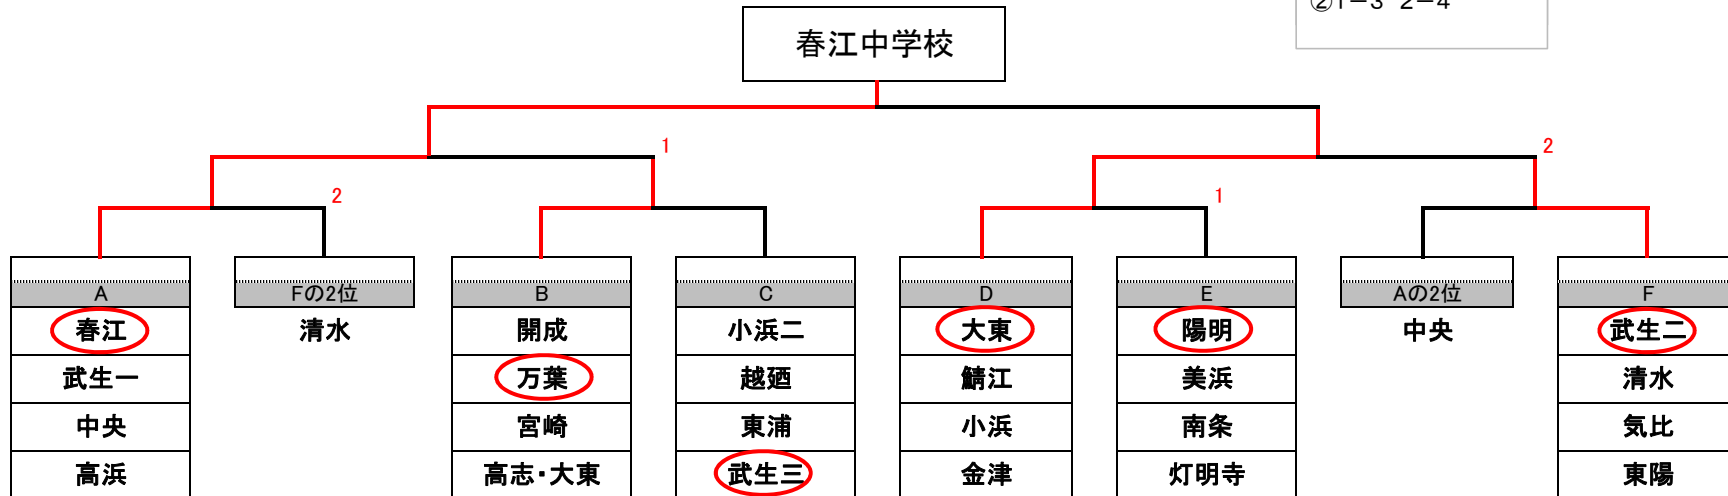 ②1-3 2-4
春江中学校
1
2
2
1
A
Fの2位
B
C
D
E
Aの2位
F
春江
清水
開成
小浜二
大東
陽明
中央
武生二
武生一
万葉
越廼
鯖江
美浜
清水
中央
宮崎
東浦
小浜
南条
気比
高浜
高志・大東
武生三
金津
灯明寺
東陽